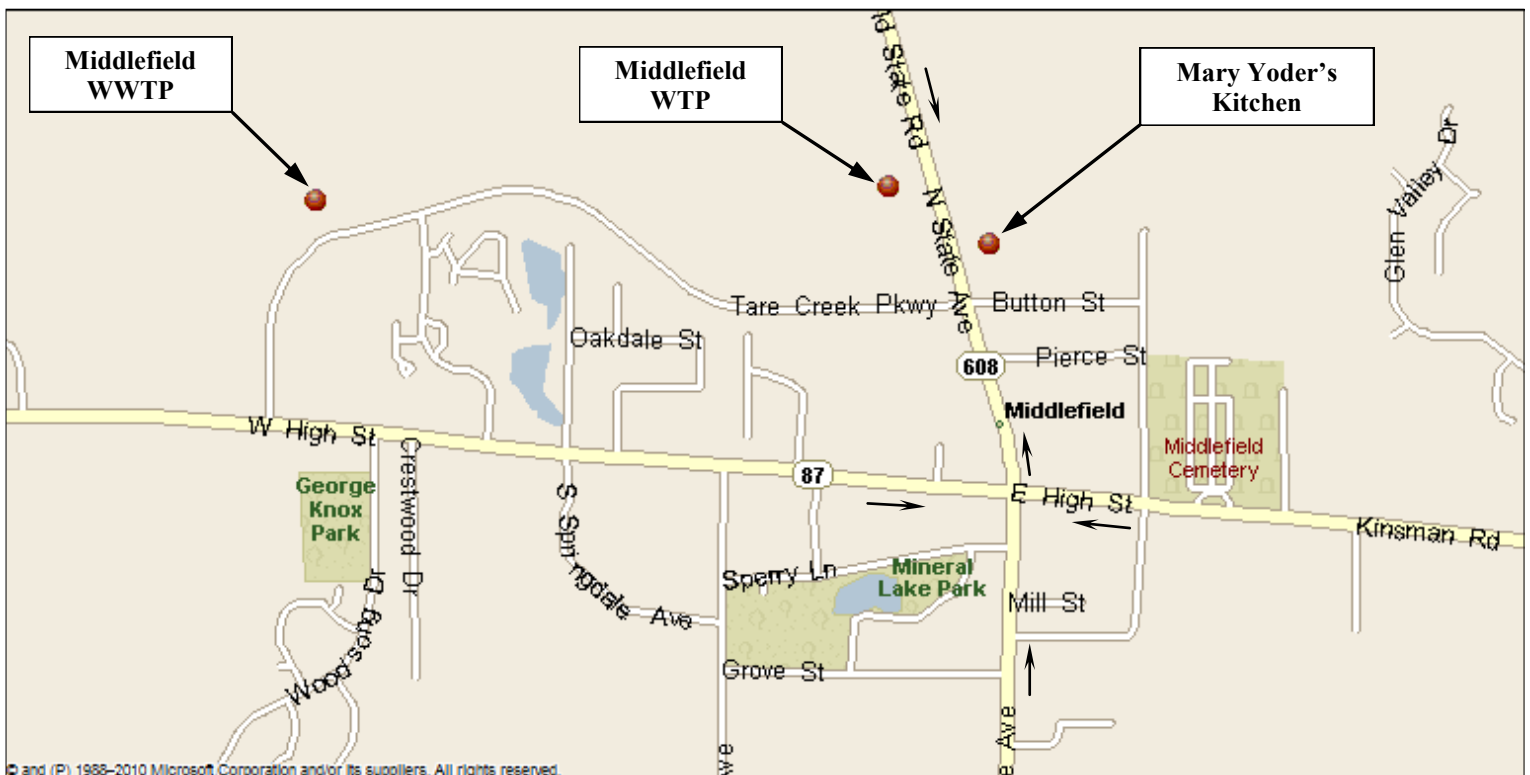 Middlefield
WWTP
Middlefield
WTP
Mary Yoder's
Kitchen
State Rd
N State Ave
Glen Valley Dr
Tare Creek Pkwy
Button St
Oakdale St
Pierce St
608
Middlefield
W High St
Middlefield
Cemetery
87
E High St
Kinsman Rd
George
Knox
Park
Crestwood Dr
S Springdale Ave
Sperry Ln
Mineral
Lake Park
Mill St
Woodsong Dr
Grove St
Ave
Ave
© and (P) 1988–2010 Microsoft Corporation and/or its suppliers. All rights reserved.